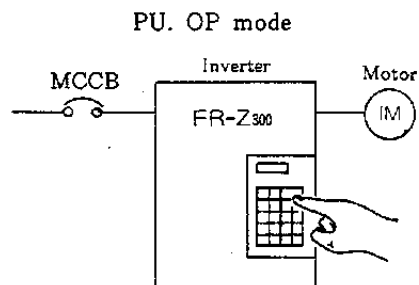 PU. OP mode
Inverter
MCCB
Motor
FR-Z300
IM